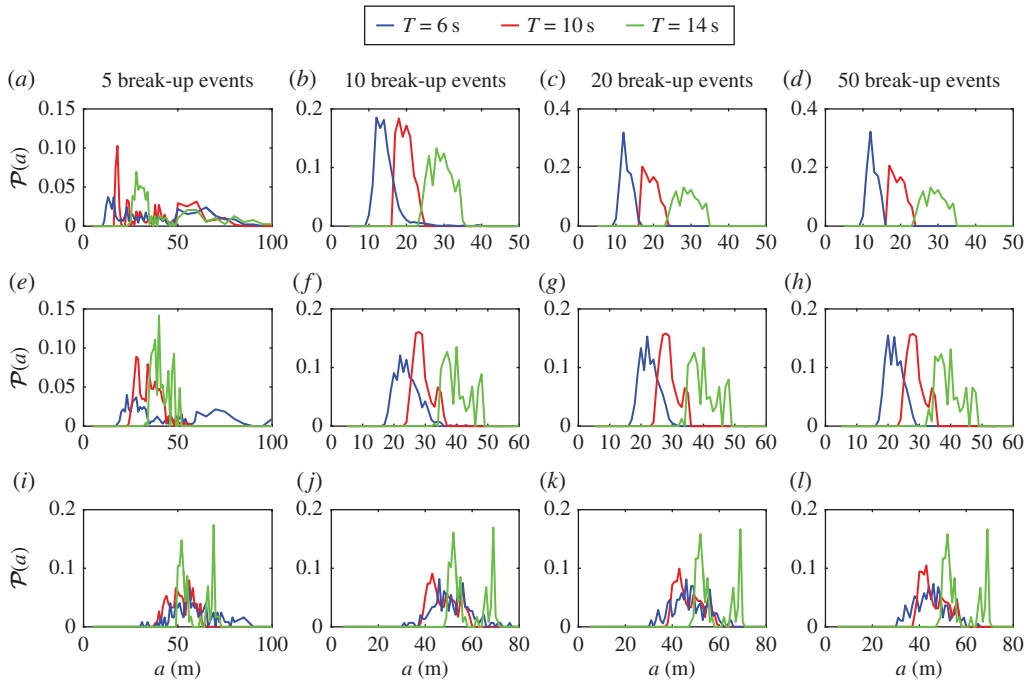 T = 6 s T = 10 s T = 14 s
(a) 5 break-up events (b) 10 break-up events (c) 20 break-up events (d) 50 break-up events
0.15 0.2 0.4 0.4
0.10
0.1 0.2 0.2
0.05
𝒫(a)
0 0 0 0
0 50 100 0 10 20 30 40 50 0 10 20 30 40 50 0 10 20 30 40 50
(e) (f) (g) (h)
0.15 0.2 0.2 0.2
0.10
0.1 0.1 0.1
0.05
𝒫(a)
0 0 0 0
0 50 100 0 10 20 30 40 50 60 0 10 20 30 40 50 60 0 10 20 30 40 50 60
(i) (j) (k) (l)
0.2 0.2 0.2 0.2
0.1 0.1 0.1 0.1
𝒫(a)
0 0 0 0
0 50 100 0 20 40 60 80 0 20 40 60 80 0 20 40 60 80
a (m) a (m) a (m) a (m)